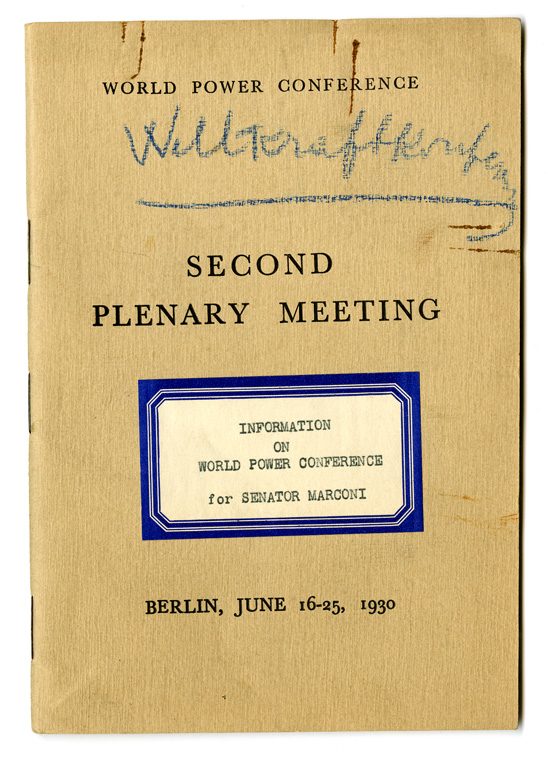 WORLD POWER CONFERENCE
Weltkraftkonferenz
SECOND
PLENARY MEETING
INFORMATION
ON
WORLD POWER CONFERENCE
for SENATOR MARCONI
BERLIN, JUNE 16-25, 1930